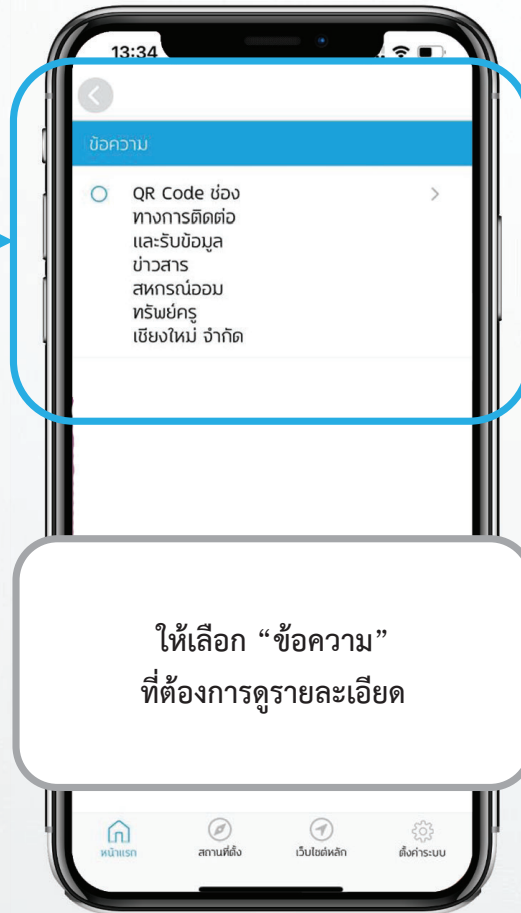 13:34
ข้อความ
QR Code ช่อง
ทางการติดต่อ
และรับข้อมูล
ข่าวสาร
สหกรณ์ออม
ทรัพย์ครู
เชียงใหม่ จำกัด
ให้เลือก “ข้อความ”
ที่ต้องการดูรายละเอียด
หน้าแรก สถานที่ตั้ง เว็บไซต์หลัก ตั้งค่าระบบ